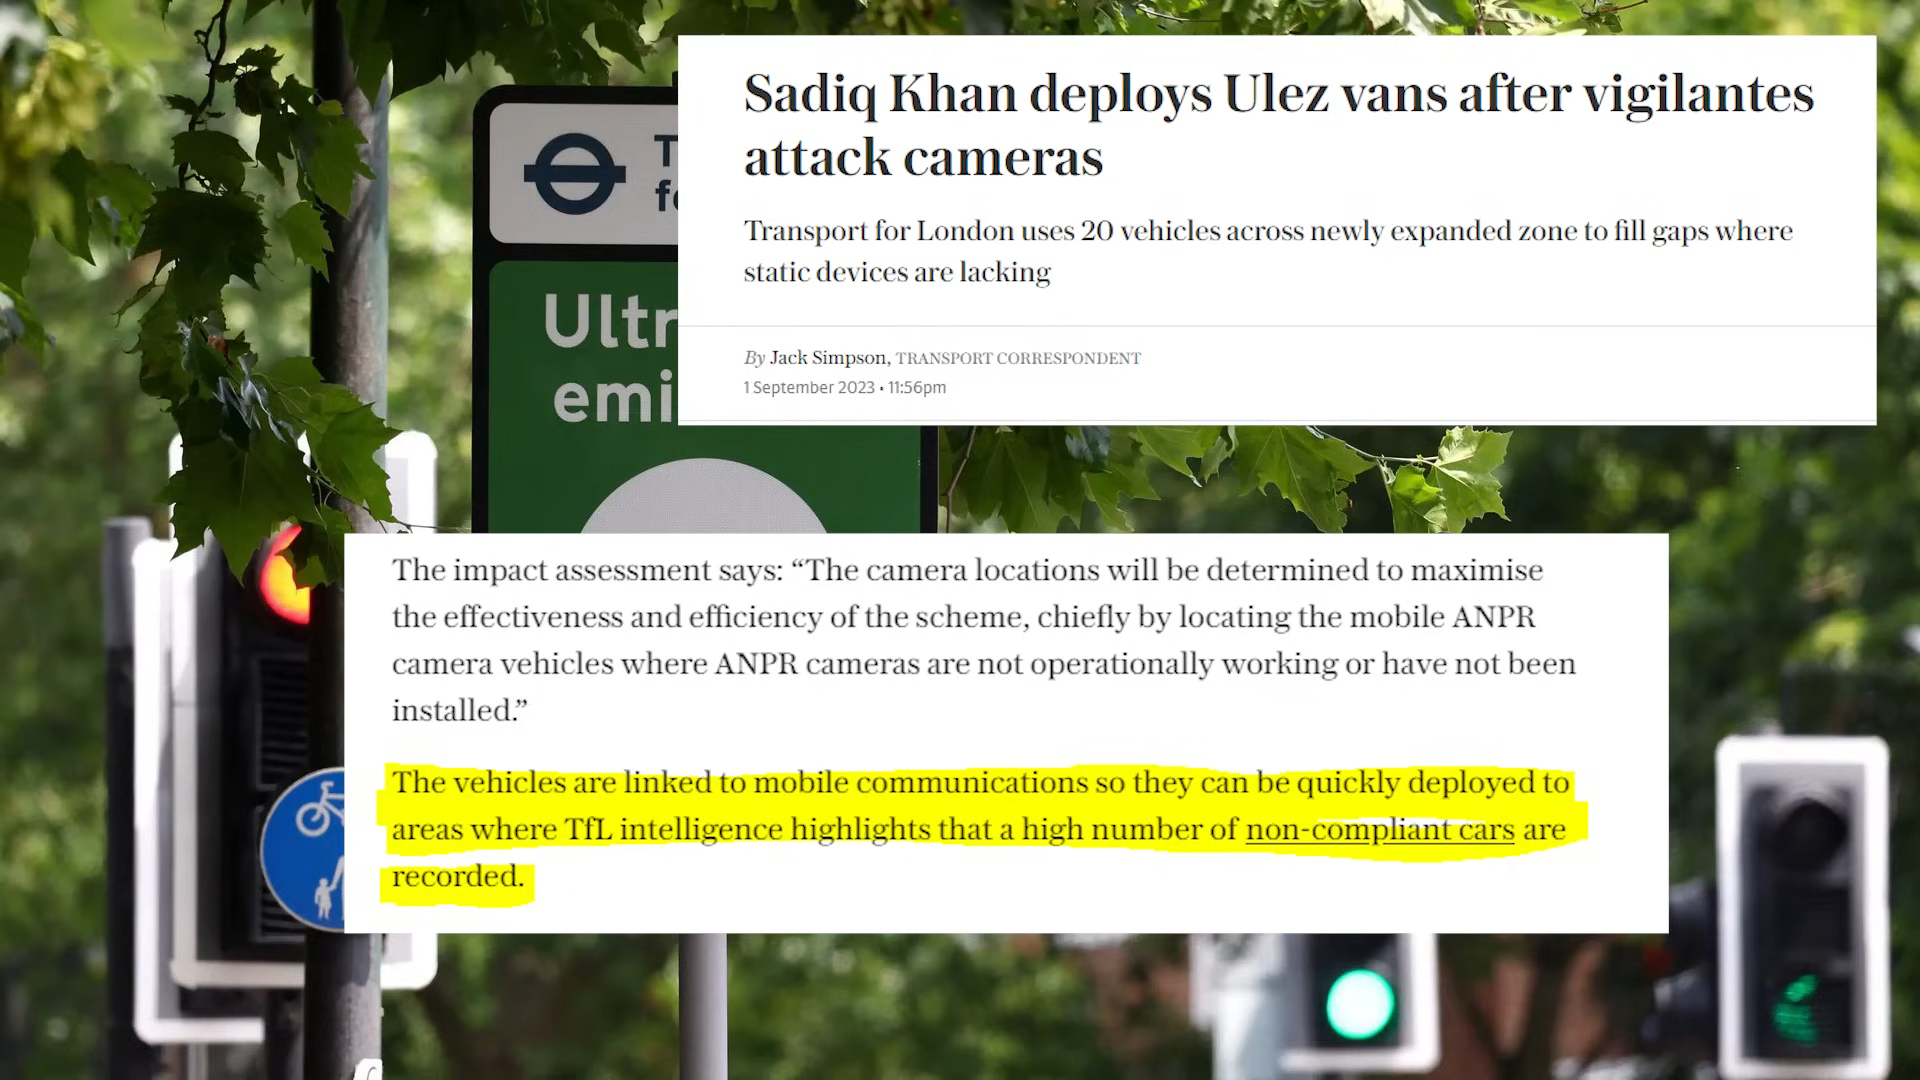 Sadiq Khan deploys Ulez vans after vigilantes
attack cameras
Transport for London uses 20 vehicles across newly expanded zone to fill gaps where
static devices are lacking
By Jack Simpson, TRANSPORT CORRESPONDENT
1 September 2023 • 11:56pm
T
fo
Ultr
emi
The impact assessment says: “The camera locations will be determined to maximise
the effectiveness and efficiency of the scheme, chiefly by locating the mobile ANPR
camera vehicles where ANPR cameras are not operationally working or have not been
installed.”
The vehicles are linked to mobile communications so they can be quickly deployed to
areas where TfL intelligence highlights that a high number of non-compliant cars are
recorded.